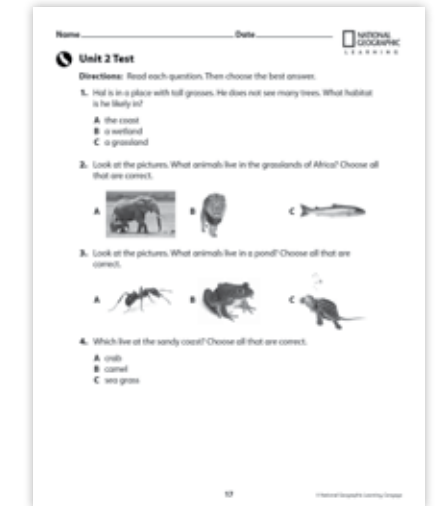 Name Date
NATIONAL
GEOGRAPHIC
LEARNING
Unit 2 Test
Directions: Read each question. Then choose the best answer.
1. Hal is in a place with tall grasses. He does not see many trees. What habitat
is he likely in?
A the coast
B a wetland
C a grassland
2. Look at the pictures. What animals live in the grasslands of Africa? Choose all
that are correct.
A B C
3. Look at the pictures. What animals live in a pond? Choose all that are
correct.
A B C
4. Which live at the sandy coast? Choose all that are correct.
A crab
B camel
C sea grass
17
© National Geographic Learning, Cengage